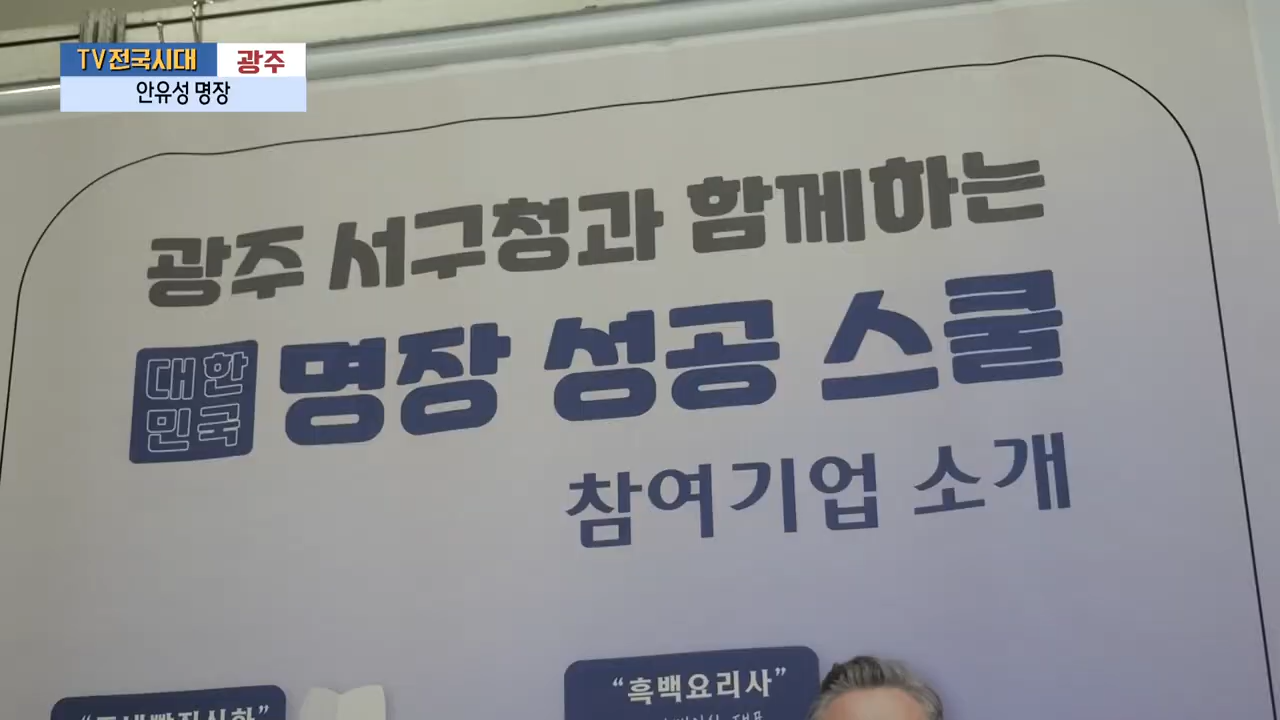 TV전국시대 광주
안유성 명장
광주 서구청과 함께하는
대한민국 명장 성공 스쿨
참여기업 소개
“흑백요리사”